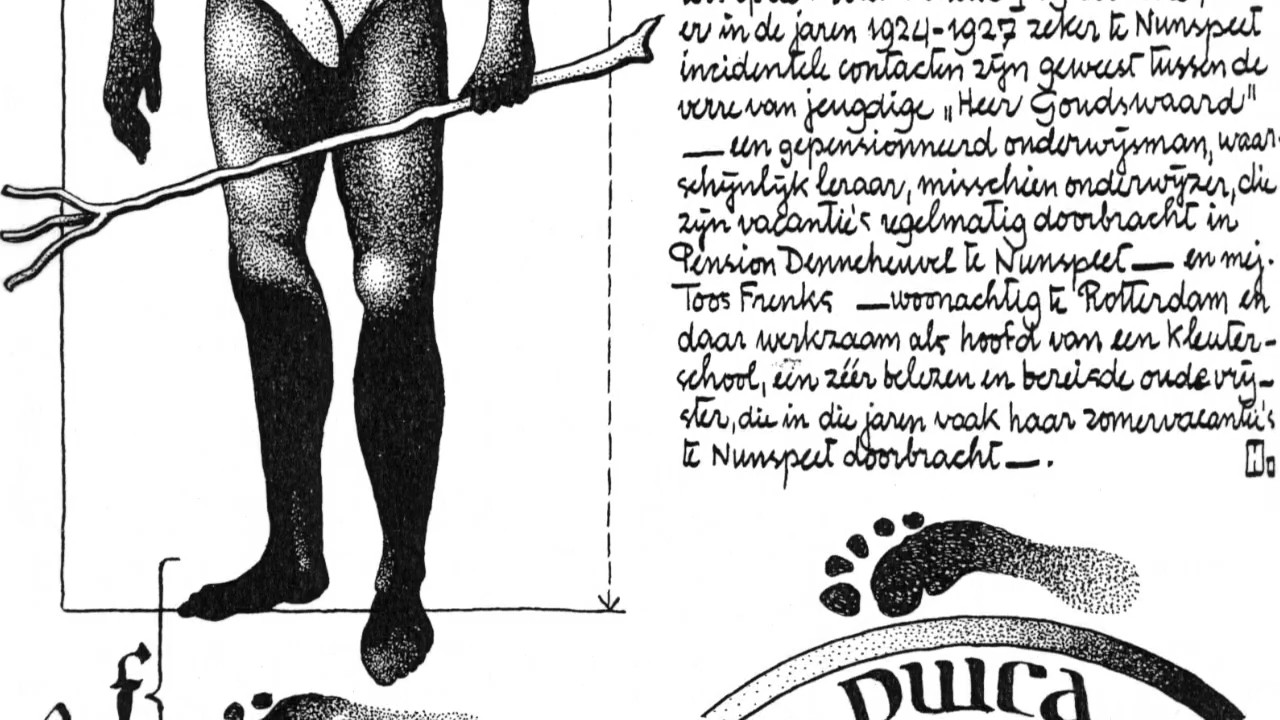 er in de jaren 1924-1927 zeker te Nunspeet
incidentele contacten zijn geweest tussen de
verre van jeugdige „Heer Goudswaard"
— een gepensionneerd onderwijsman, waar-
schijnlijk leraar, misschien onderwijzer, die
zijn vacantie's regelmatig doorbracht in
Pension Denneheuvel te Nunspeet — en mej.
Toos Frenks — woonachtig te Rotterdam en
daar werkzaam als hoofd van een kleuter-
school, een zéér belezen en bereisde oude vrij-
ster, die in die jaren vaak haar zomervacantie's
te Nunspeet doorbracht —.
H.
f